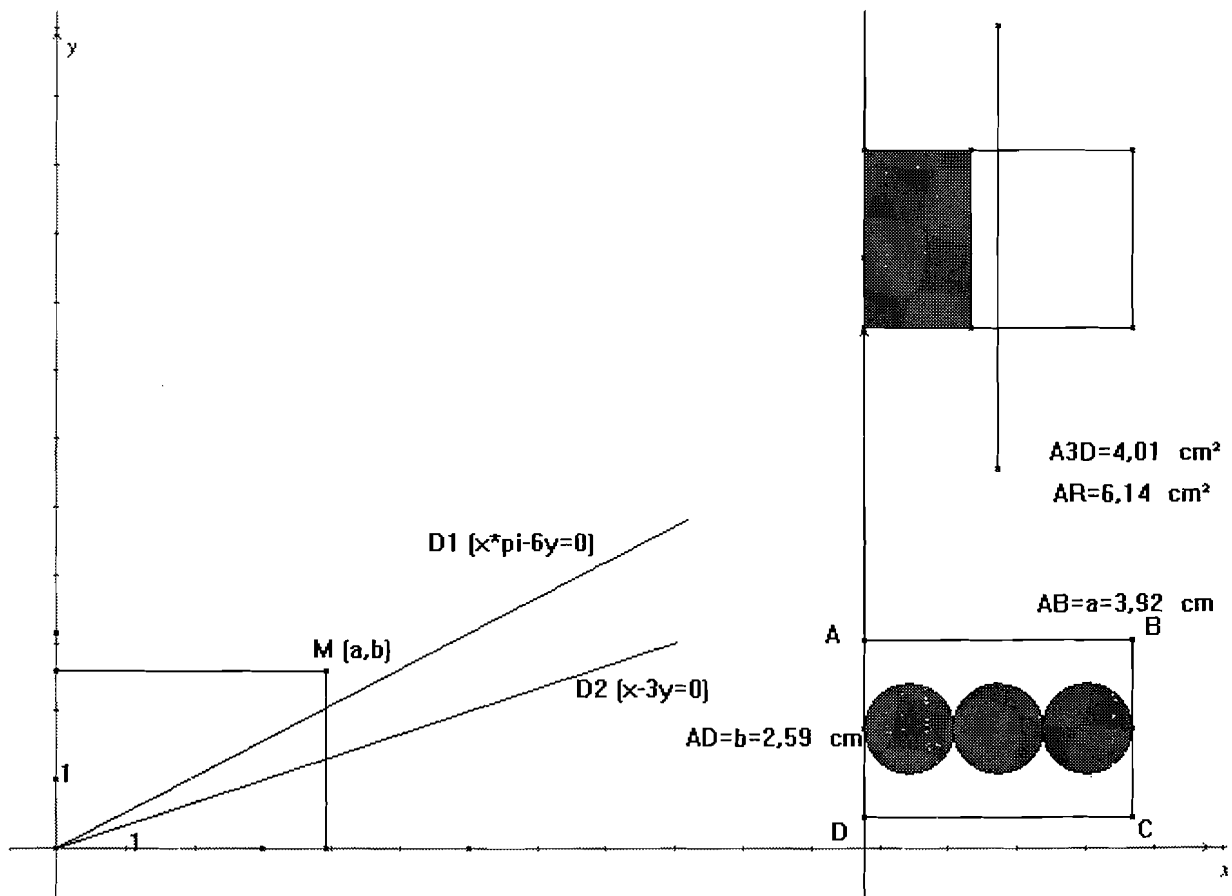 y
A3D=4,01 cm²
AR=6,14 cm²
D1 (x*pi-6y=0)
AB=a=3,92 cm
A
B
M (a,b)
D2 (x-3y=0)
AD=b=2,59 cm
1
1
D
C
x